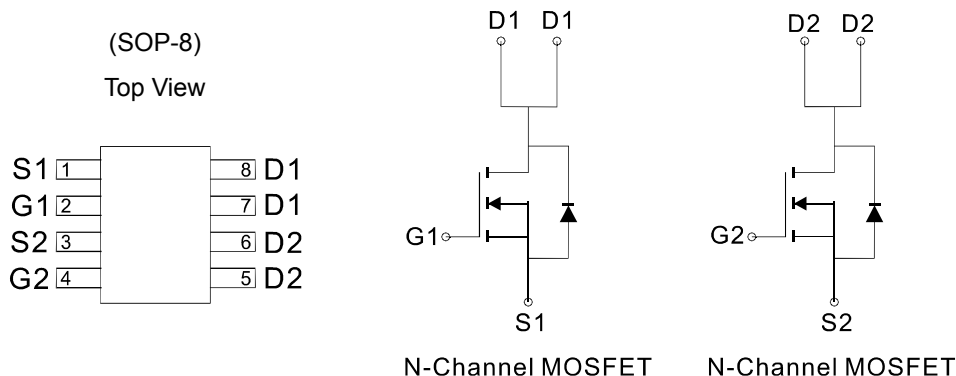 (SOP-8)
Top View
S1 1 8 D1
G1 2 7 D1
S2 3 6 D2
G2 4 5 D2
D1 D1
G1
S1
N-Channel MOSFET
D2 D2
G2
S2
N-Channel MOSFET